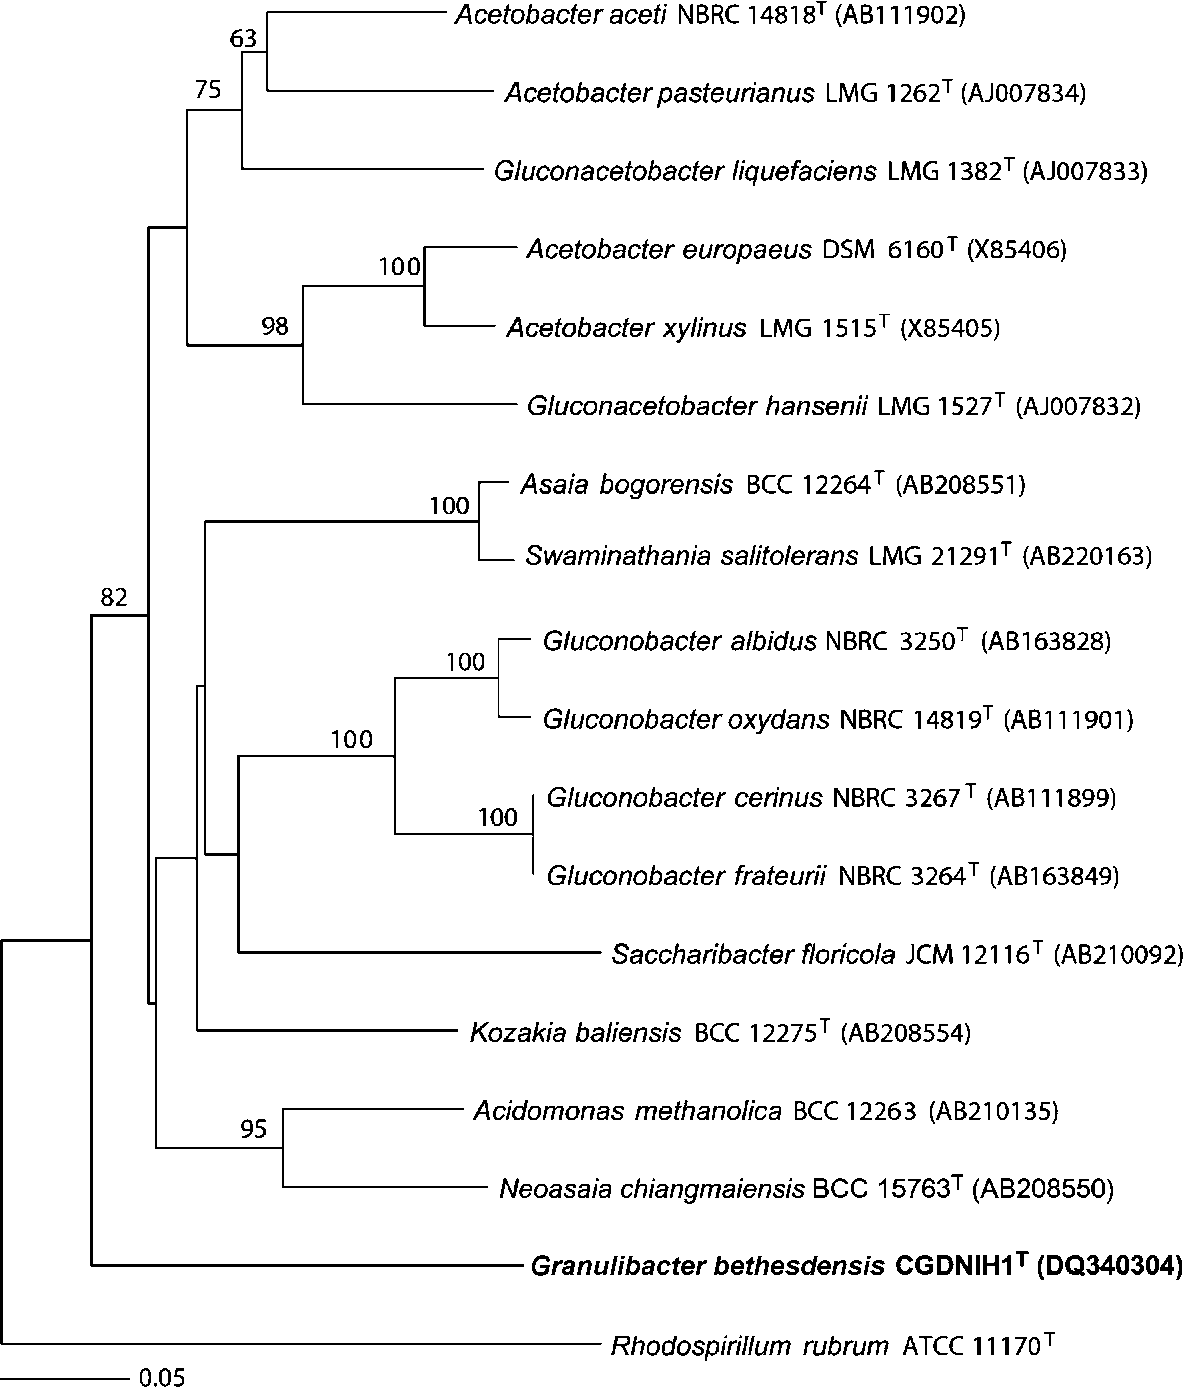 Acetobacter aceti NBRC 14818T (AB111902)
63
75
Acetobacter pasteurianus LMG 1262T (AJ007834)
Gluconacetobacter liquefaciens LMG 1382T (AJ007833)
Acetobacter europaeus DSM 6160T (X85406)
100
98
Acetobacter xylinus LMG 1515T (X85405)
Gluconacetobacter hansenii LMG 1527T (AJ007832)
Asaia bogorensis BCC 12264T (AB208551)
100
Swaminathania salitolerans LMG 21291T (AB220163)
82
Gluconobacter albidus NBRC 3250T (AB163828)
100
Gluconobacter oxydans NBRC 14819T (AB111901)
100
Gluconobacter cerinus NBRC 3267T (AB111899)
100
Gluconobacter frateurii NBRC 3264T (AB163849)
Saccharibacter floricola JCM 12116T (AB210092)
Kozakia baliensis BCC 12275T (AB208554)
Acidomonas methanolica BCC 12263 (AB210135)
95
Neoasaia chiangmaiensis BCC 15763T (AB208550)
Granulibacter bethesdensis CGDNIH1T (DQ340304)
Rhodospirillum rubrum ATCC 11170T
0.05